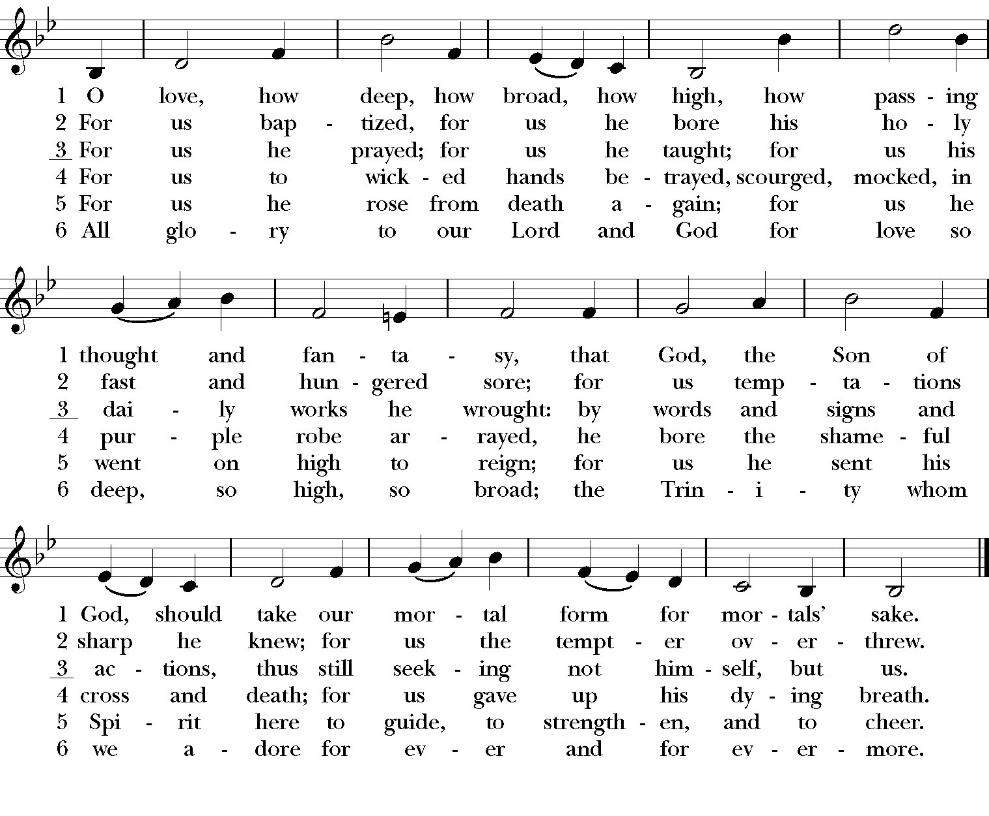 1 O love, how deep, how broad, how high, how pass - ing
2 For us bap - tized, for us he bore his ho - ly
3 For us he prayed; for us he taught; for us his
4 For us to wick - ed hands be - trayed, scourged, mocked, in
5 For us he rose from death a - gain; for us he
6 All glo - ry to our Lord and God for love so
1 thought and fan - ta - sy, that God, the Son of
2 fast and hun - gered sore; for us temp - ta - tions
3 dai - ly works he wrought: by words and signs and
4 pur - ple robe ar - rayed, he bore the shame - ful
5 went on high to reign; for us he sent his
6 deep, so high, so broad; the Trin - i - ty whom
1 God, should take our mor - tal form for mor - tals' sake.
2 sharp he knew; for us the tempt - er ov - er - threw.
3 ac - tions, thus still seek - ing not him - self, but us.
4 cross and death; for us gave up his dy - ing breath.
5 Spi - rit here to guide, to strength - en, and to cheer.
6 we a - dore for ev - er and for ev - er - more.